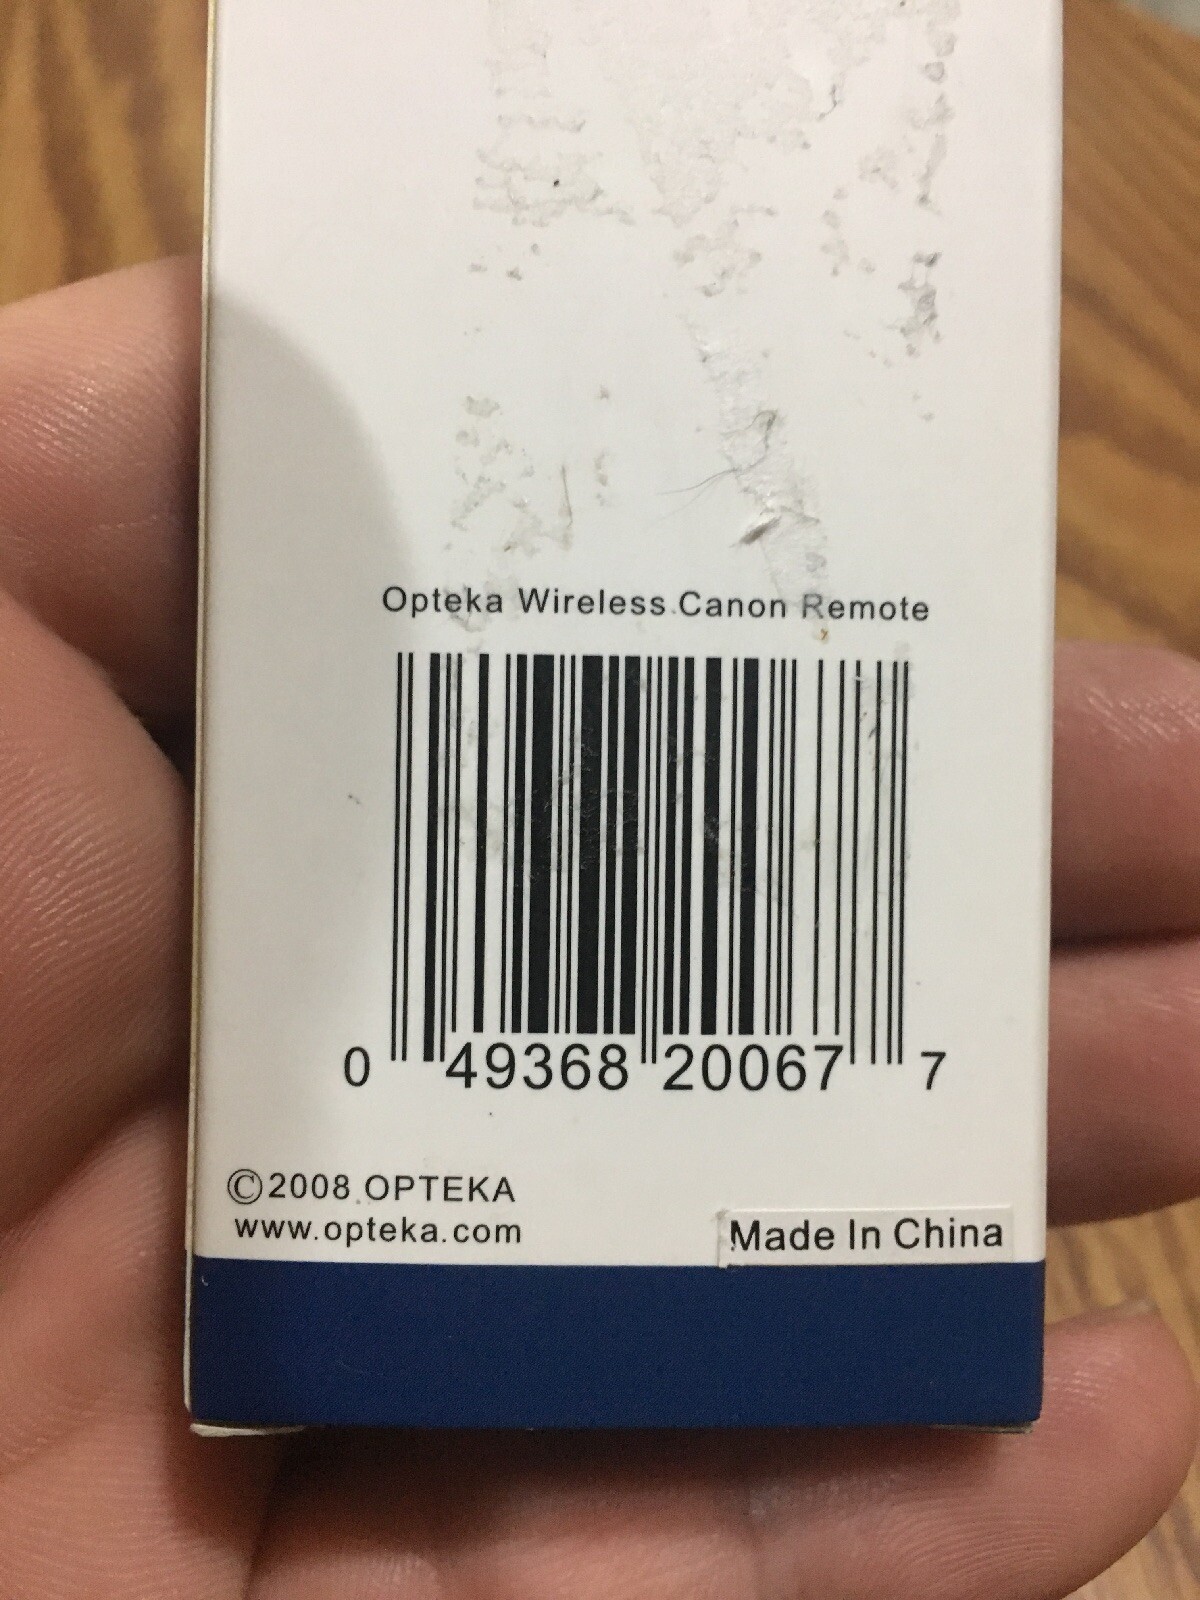 Opteka Wireless Canon Remote
0 49368 20067 7
©2008 OPTEKA
www.opteka.com
Made In China